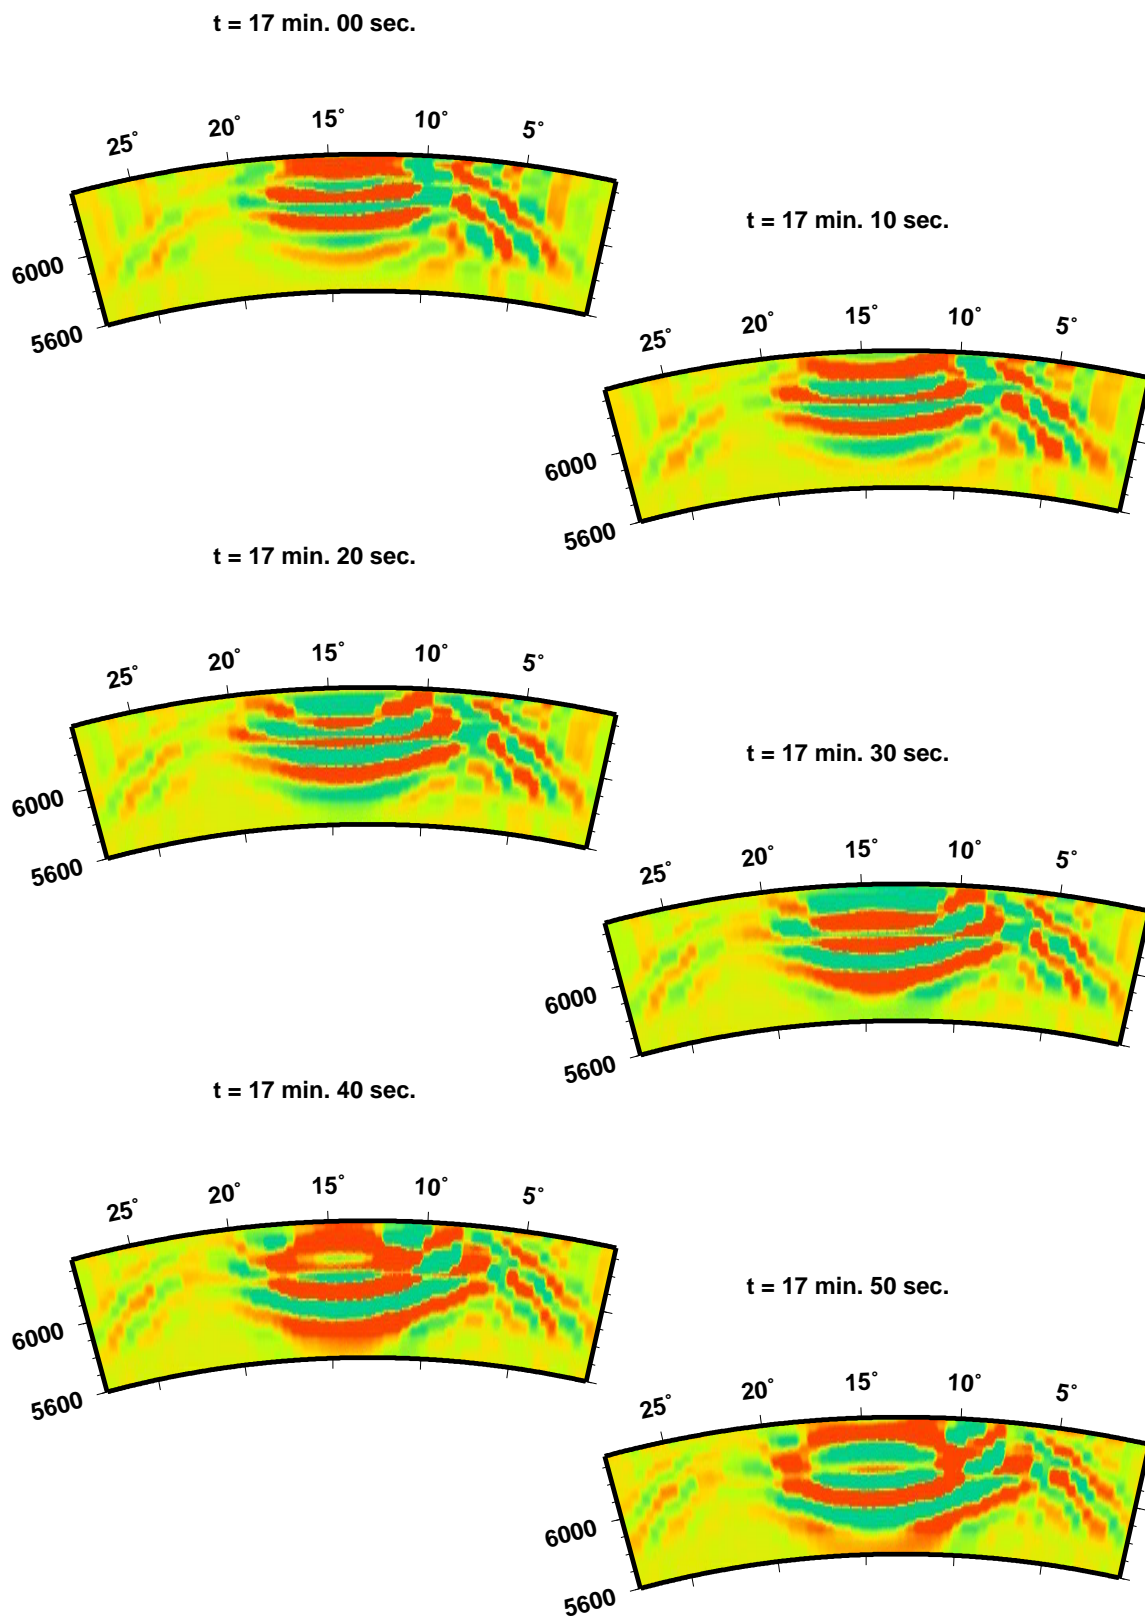 t = 17 min. 00 sec.
25° 20° 15° 10° 5°
6000
5600
t = 17 min. 10 sec.
25° 20° 15° 10° 5°
6000
5600
t = 17 min. 20 sec.
25° 20° 15° 10° 5°
6000
5600
t = 17 min. 30 sec.
25° 20° 15° 10° 5°
6000
5600
t = 17 min. 40 sec.
25° 20° 15° 10° 5°
6000
5600
t = 17 min. 50 sec.
25° 20° 15° 10° 5°
6000
5600